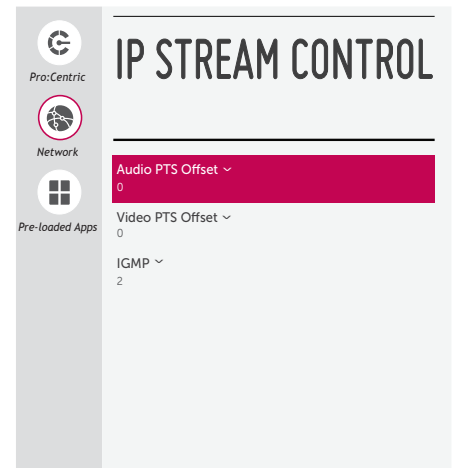 Pro:Centric
Network
Pre-loaded Apps
IP STREAM CONTROL
Audio PTS Offset
0
Video PTS Offset
0
IGMP
2